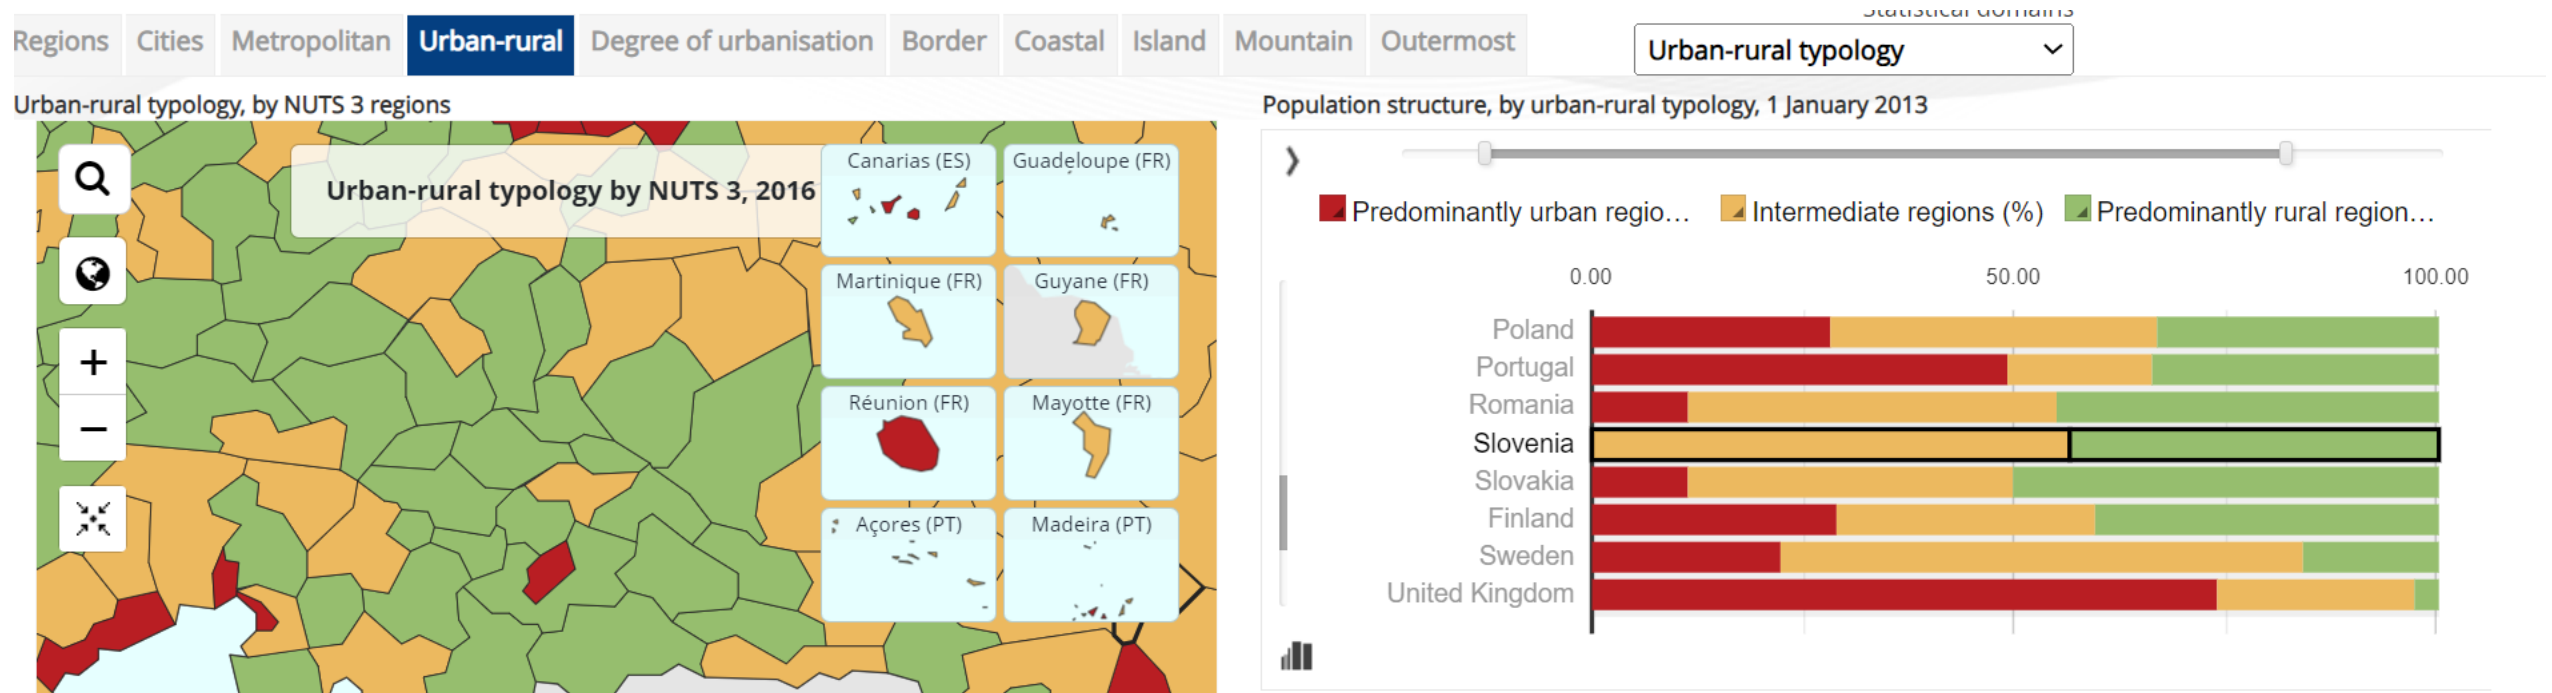 Statistical domains
Regions Cities Metropolitan Urban-rural Degree of urbanisation Border Coastal Island Mountain Outermost
Urban-rural typology
Urban-rural typology, by NUTS 3 regions
Urban-rural typology by NUTS 3, 2016
Canarias (ES)
Guadeloupe (FR)
Martinique (FR)
Guyane (FR)
Réunion (FR)
Mayotte (FR)
Açores (PT)
Madeira (PT)
Population structure, by urban-rural typology, 1 January 2013
Predominantly urban regio... Intermediate regions (%) Predominantly rural region...
0.00 50.00 100.00
Poland
Portugal
Romania
Slovenia
Slovakia
Finland
Sweden
United Kingdom